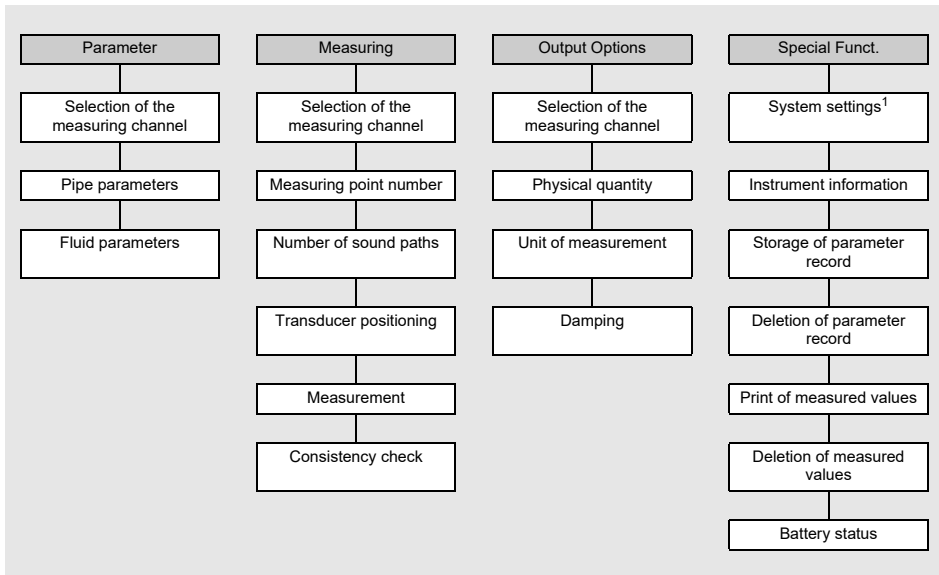 Parameter
Selection of the
measuring channel
Pipe parameters
Fluid parameters
Measuring
Selection of the
measuring channel
Measuring point number
Number of sound paths
Transducer positioning
Measurement
Consistency check
Output Options
Selection of the
measuring channel
Physical quantity
Unit of measurement
Damping
Special Funct.
System settings¹
Instrument information
Storage of parameter
record
Deletion of parameter
record
Print of measured values
Deletion of measured
values
Battery status